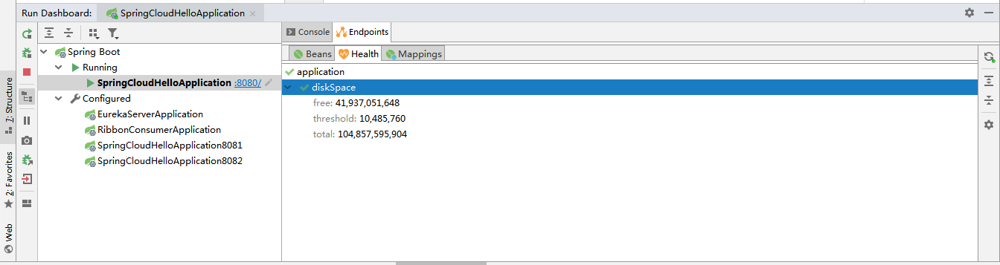 Run Dashboard: SpringCloudHelloApplication
Console Endpoints
Spring Boot
Running
SpringCloudHelloApplication :8080/
Configured
EurekaServerApplication
RibbonConsumerApplication
SpringCloudHelloApplication8081
SpringCloudHelloApplication8082
Beans Health Mappings
application
diskSpace
free: 41,937,051,648
threshold: 10,485,760
total: 104,857,595,904
7: Structure
2: Favorites
Web